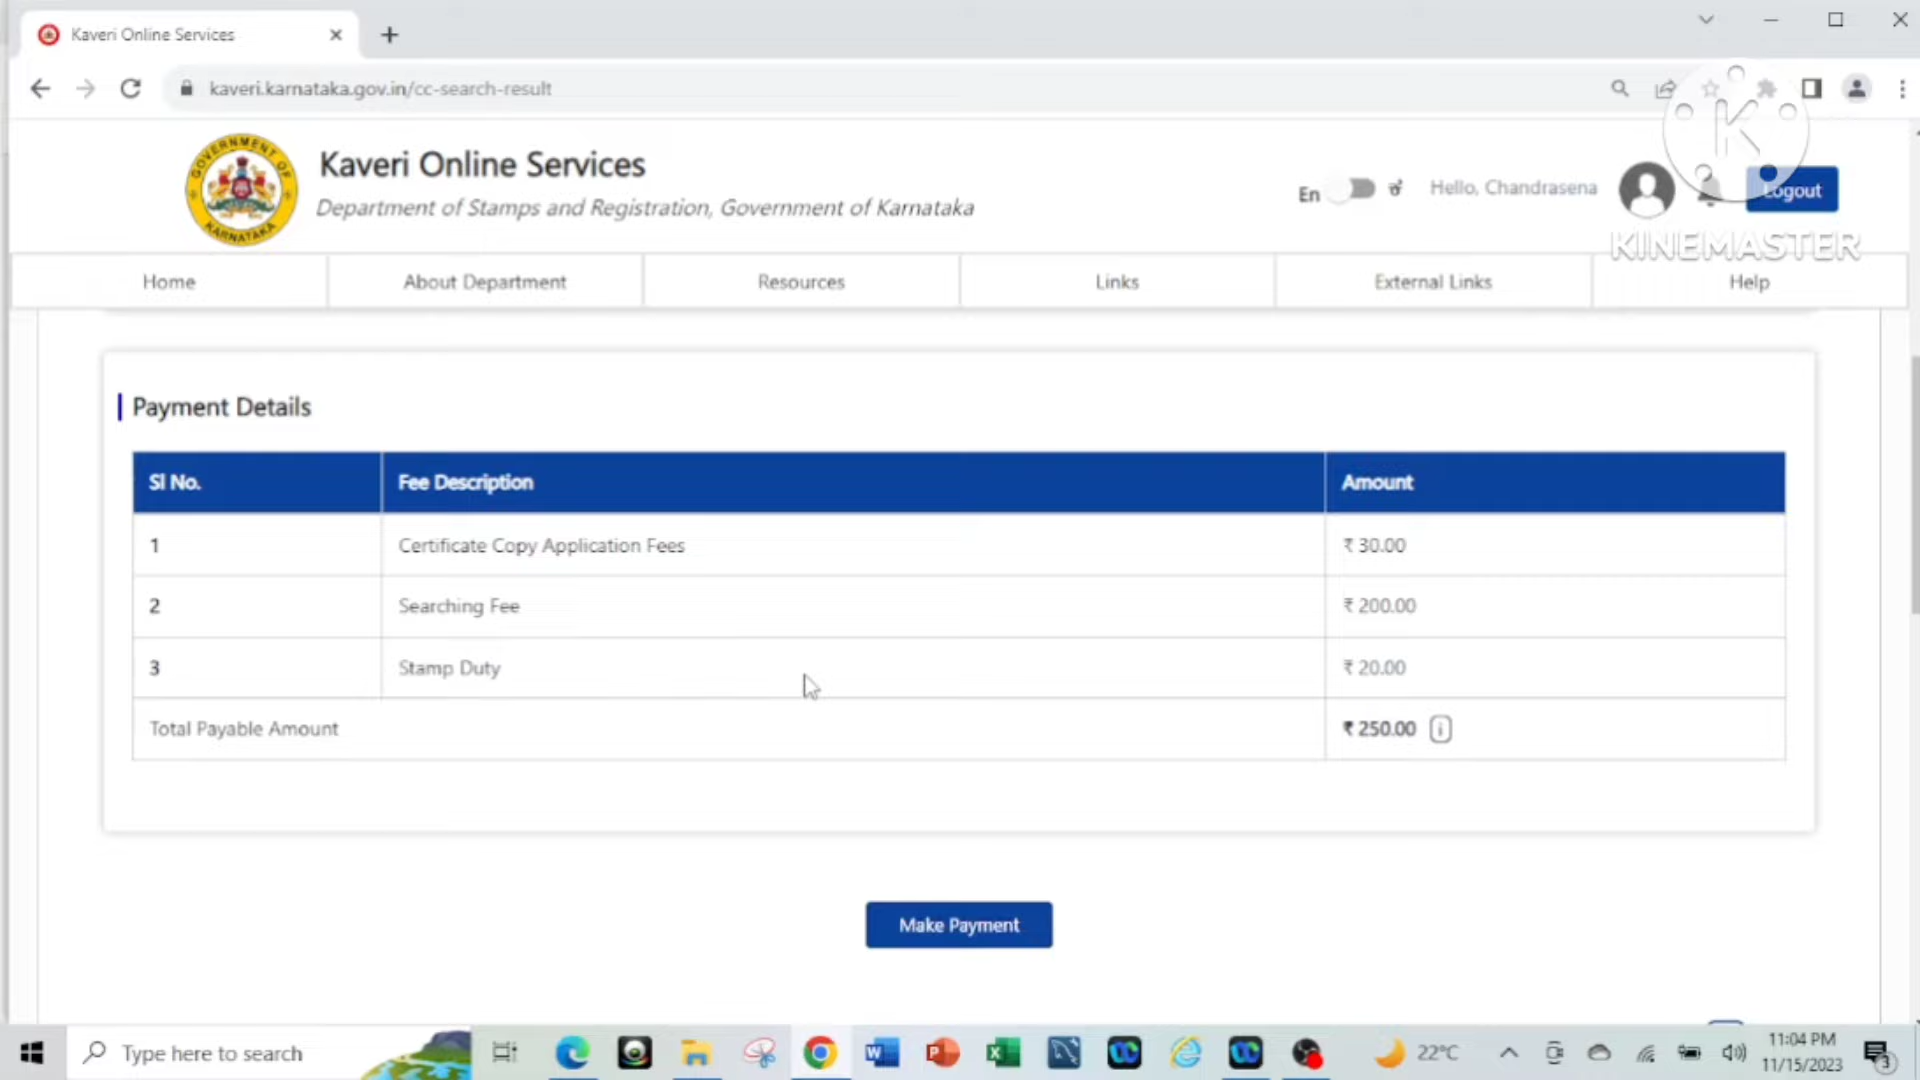 Kaveri Online Services
kaveri.karnataka.gov.in/cc-search-result
GOVERNMENT OF
KARNATAKA
Kaveri Online Services
Department of Stamps and Registration, Government of Karnataka
En ಕ Hello, Chandrasena Logout
K
KINEMASTER
Home About Department Resources Links External Links Help
Payment Details
Sl No. Fee Description Amount
1 Certificate Copy Application Fees ₹ 30.00
2 Searching Fee ₹ 200.00
3 Stamp Duty ₹ 20.00
Total Payable Amount ₹ 250.00 i
Make Payment
Type here to search 22°C 11:04 PM
11/15/2023 3